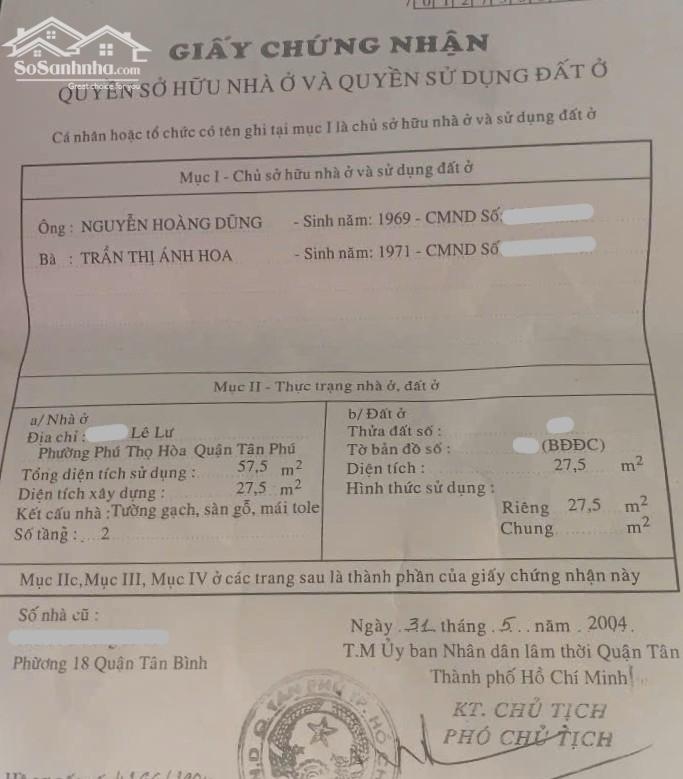 SoSanhnha.com
Great choice for you
GIẤY CHỨNG NHẬN
QUYỀN SỞ HỮU NHÀ Ở VÀ QUYỀN SỬ DỤNG ĐẤT Ở
Cá nhân hoặc tổ chức có tên ghi tại mục I là chủ sở hữu nhà ở và sử dụng đất ở
Mục I - Chủ sở hữu nhà ở và sử dụng đất ở
Ông : NGUYỄN HOÀNG DŨNG - Sinh năm: 1969 - CMND Số:
Bà : TRẦN THỊ ÁNH HOA - Sinh năm: 1971 - CMND Số
Mục II - Thực trạng nhà ở, đất ở
a/ Nhà ở
Địa chỉ : Lê Lư
Phường Phú Thọ Hòa Quận Tân Phú
Tổng diện tích sử dụng : 57,5 m2
Diện tích xây dựng : 27,5 m2
Kết cấu nhà : Tường gạch, sàn gỗ, mái tole
Số tầng : 2
b/ Đất ở
Thửa đất số :
Tờ bản đồ số : (BĐĐC)
Diện tích : 27,5 m2
Hình thức sử dụng :
Riêng 27,5 m2
Chung m2
Mục IIc,Mục III, Mục IV ở các trang sau là thành phần của giấy chứng nhận này
Số nhà cũ :
Phường 18 Quận Tân Bình
Ngày 31 tháng 5 năm 2004.
T.M Ủy ban Nhân dân lâm thời Quận Tân
Thành phố Hồ Chí Minh
KT. CHỦ TỊCH
PHÓ CHỦ TỊCH